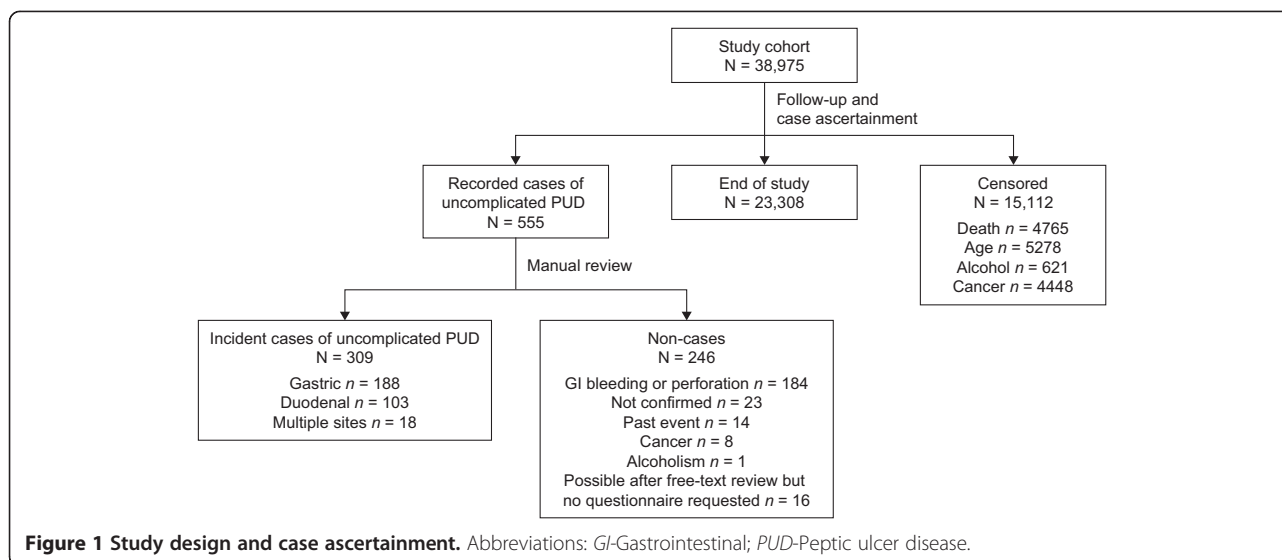 Study cohort
N = 38,975
Follow-up and
case ascertainment
Recorded cases of
uncomplicated PUD
N = 555
End of study
N = 23,308
Censored
N = 15,112
Death n = 4765
Age n = 5278
Alcohol n = 621
Cancer n = 4448
Manual review
Incident cases of uncomplicated PUD
N = 309
Gastric n = 188
Duodenal n = 103
Multiple sites n = 18
Non-cases
N = 246
GI bleeding or perforation n = 184
Not confirmed n = 23
Past event n = 14
Cancer n = 8
Alcoholism n = 1
Possible after free-text review but
no questionnaire requested n = 16
Figure 1 Study design and case ascertainment. Abbreviations: GI-Gastrointestinal; PUD-Peptic ulcer disease.